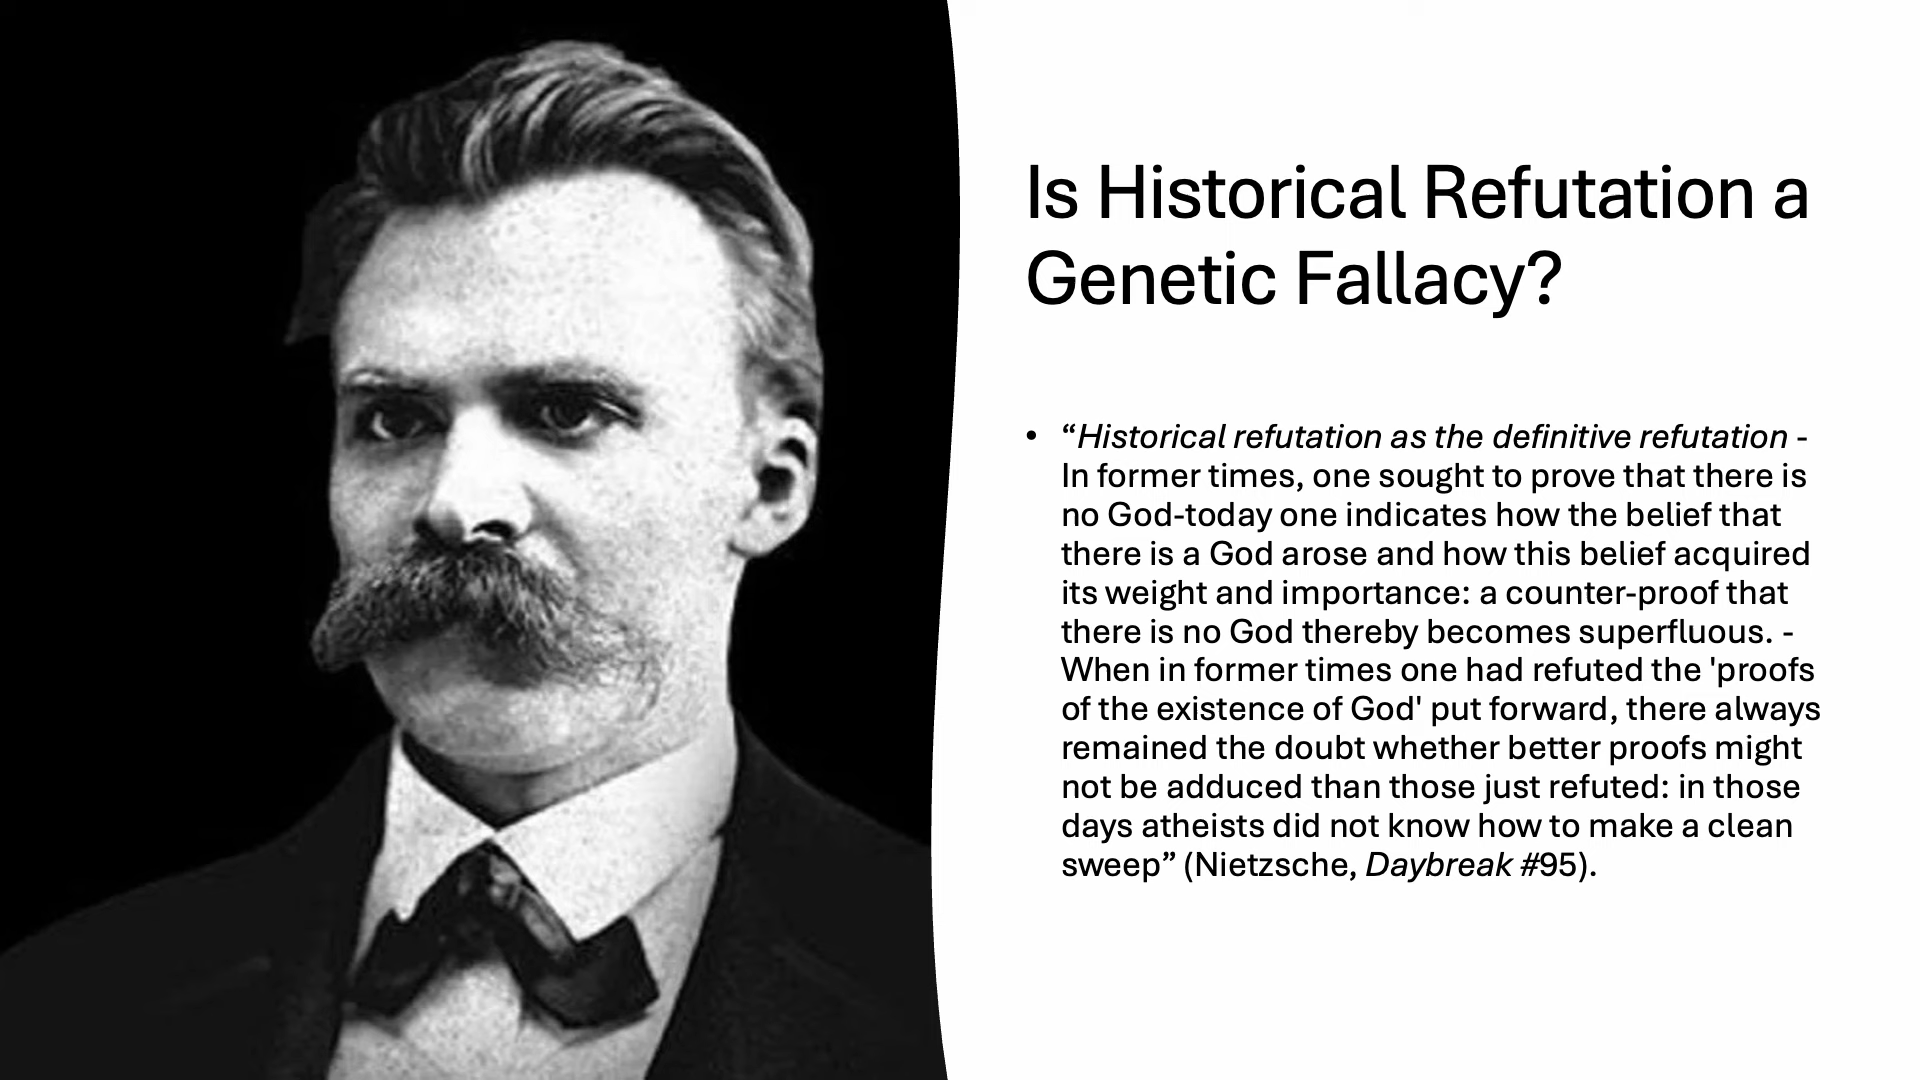 Is Historical Refutation a
Genetic Fallacy?
• “Historical refutation as the definitive refutation -
In former times, one sought to prove that there is
no God-today one indicates how the belief that
there is a God arose and how this belief acquired
its weight and importance: a counter-proof that
there is no God thereby becomes superfluous. -
When in former times one had refuted the 'proofs
of the existence of God' put forward, there always
remained the doubt whether better proofs might
not be adduced than those just refuted: in those
days atheists did not know how to make a clean
sweep” (Nietzsche, Daybreak #95).